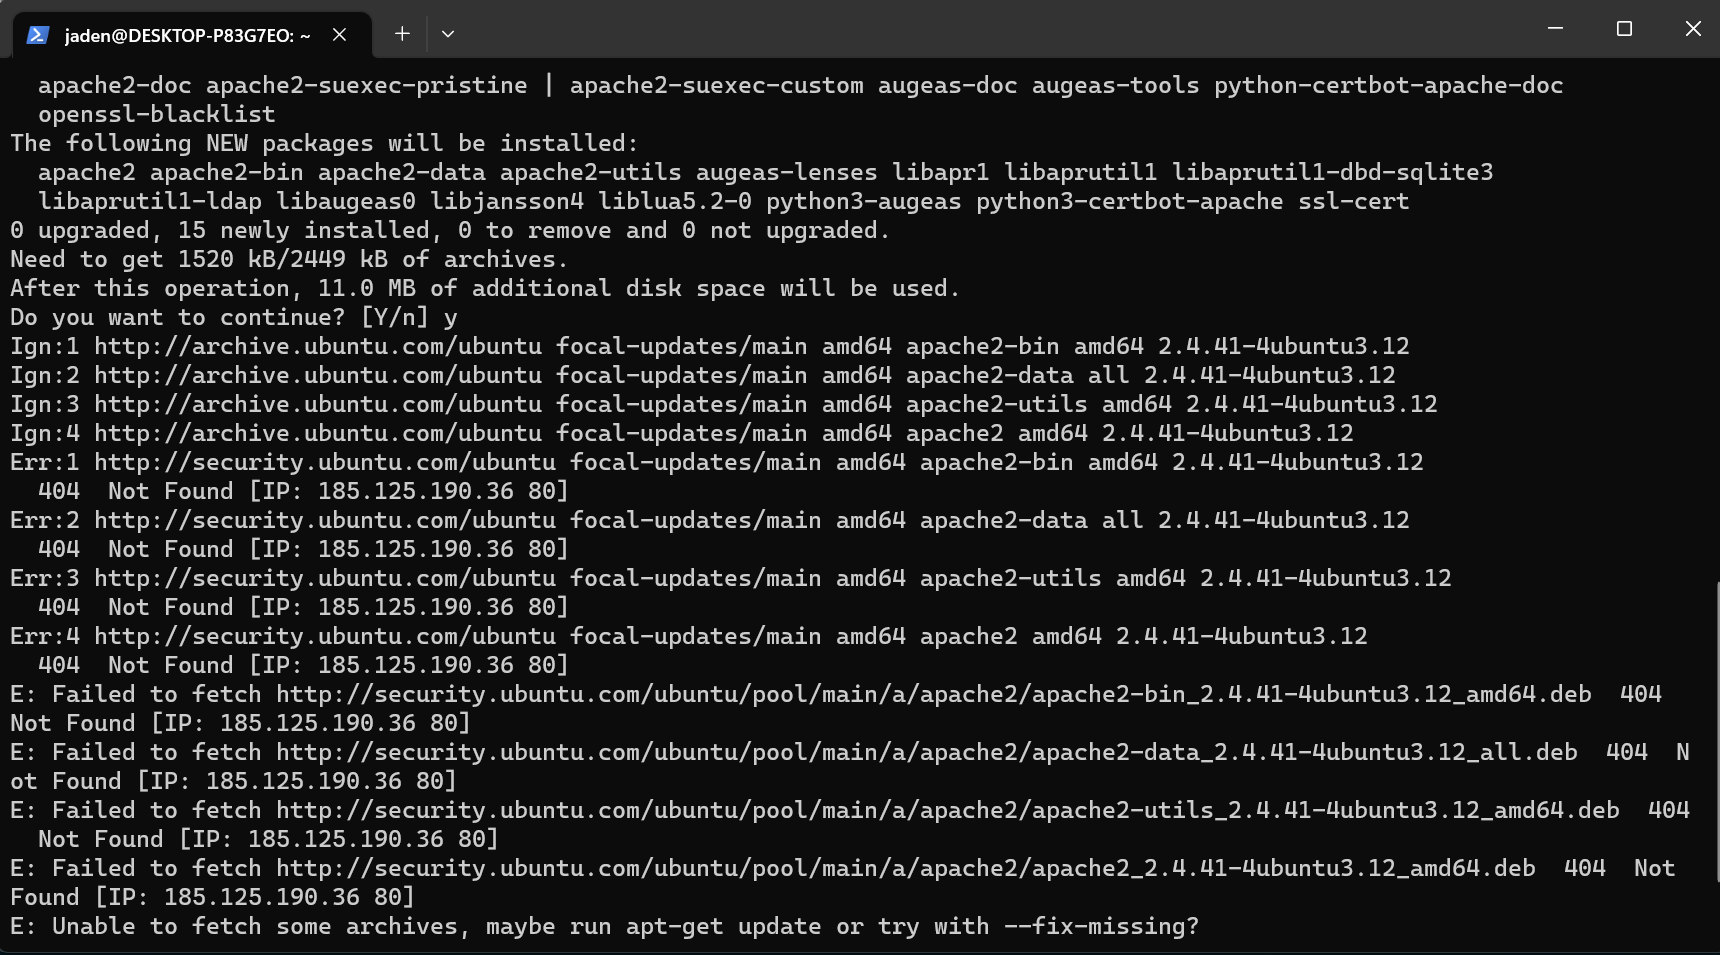 jaden@DESKTOP-P83G7EO: ~
apache2-doc apache2-suexec-pristine | apache2-suexec-custom augeas-doc augeas-tools python-certbot-apache-doc
openssl-blacklist
The following NEW packages will be installed:
apache2 apache2-bin apache2-data apache2-utils augeas-lenses libapr1 libaprutil1 libaprutil1-dbd-sqlite3
libaprutil1-ldap libaugeas0 libjansson4 liblua5.2-0 python3-augeas python3-certbot-apache ssl-cert
0 upgraded, 15 newly installed, 0 to remove and 0 not upgraded.
Need to get 1520 kB/2449 kB of archives.
After this operation, 11.0 MB of additional disk space will be used.
Do you want to continue? [Y/n] y
Ign:1 http://archive.ubuntu.com/ubuntu focal-updates/main amd64 apache2-bin amd64 2.4.41-4ubuntu3.12
Ign:2 http://archive.ubuntu.com/ubuntu focal-updates/main amd64 apache2-data all 2.4.41-4ubuntu3.12
Ign:3 http://archive.ubuntu.com/ubuntu focal-updates/main amd64 apache2-utils amd64 2.4.41-4ubuntu3.12
Ign:4 http://archive.ubuntu.com/ubuntu focal-updates/main amd64 apache2 amd64 2.4.41-4ubuntu3.12
Err:1 http://security.ubuntu.com/ubuntu focal-updates/main amd64 apache2-bin amd64 2.4.41-4ubuntu3.12
404  Not Found [IP: 185.125.190.36 80]
Err:2 http://security.ubuntu.com/ubuntu focal-updates/main amd64 apache2-data all 2.4.41-4ubuntu3.12
404  Not Found [IP: 185.125.190.36 80]
Err:3 http://security.ubuntu.com/ubuntu focal-updates/main amd64 apache2-utils amd64 2.4.41-4ubuntu3.12
404  Not Found [IP: 185.125.190.36 80]
Err:4 http://security.ubuntu.com/ubuntu focal-updates/main amd64 apache2 amd64 2.4.41-4ubuntu3.12
404  Not Found [IP: 185.125.190.36 80]
E: Failed to fetch http://security.ubuntu.com/ubuntu/pool/main/a/apache2/apache2-bin_2.4.41-4ubuntu3.12_amd64.deb  404
Not Found [IP: 185.125.190.36 80]
E: Failed to fetch http://security.ubuntu.com/ubuntu/pool/main/a/apache2/apache2-data_2.4.41-4ubuntu3.12_all.deb  404  N
ot Found [IP: 185.125.190.36 80]
E: Failed to fetch http://security.ubuntu.com/ubuntu/pool/main/a/apache2/apache2-utils_2.4.41-4ubuntu3.12_amd64.deb  404
Not Found [IP: 185.125.190.36 80]
E: Failed to fetch http://security.ubuntu.com/ubuntu/pool/main/a/apache2/apache2_2.4.41-4ubuntu3.12_amd64.deb  404  Not
Found [IP: 185.125.190.36 80]
E: Unable to fetch some archives, maybe run apt-get update or try with --fix-missing?